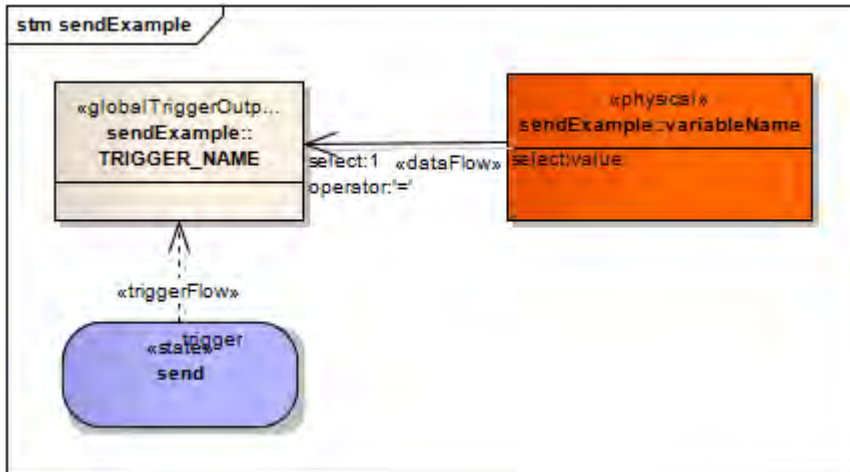 stm sendExample
«globalTriggerOutp...
sendExample::
TRIGGER_NAME
«physical»
sendExample::variableName
select:1 «dataFlow» select:value
operator:'='
«triggerFlow»
trigger
«state»
send